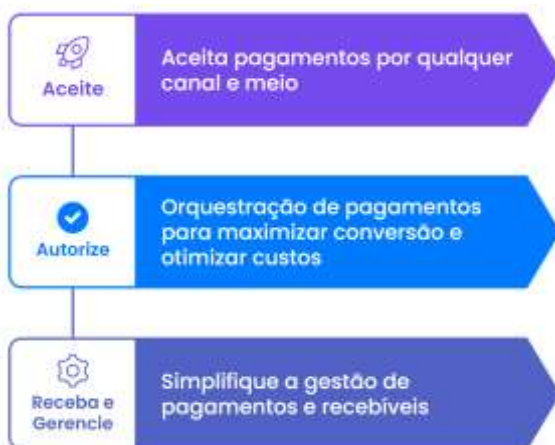 Aceite
Aceita pagamentos por qualquer
canal e meio
Autorize
Orquestração de pagamentos
para maximizar conversão e
otimizar custos
Receba e
Gerencie
Simplifique a gestão de
pagamentos e recebíveis